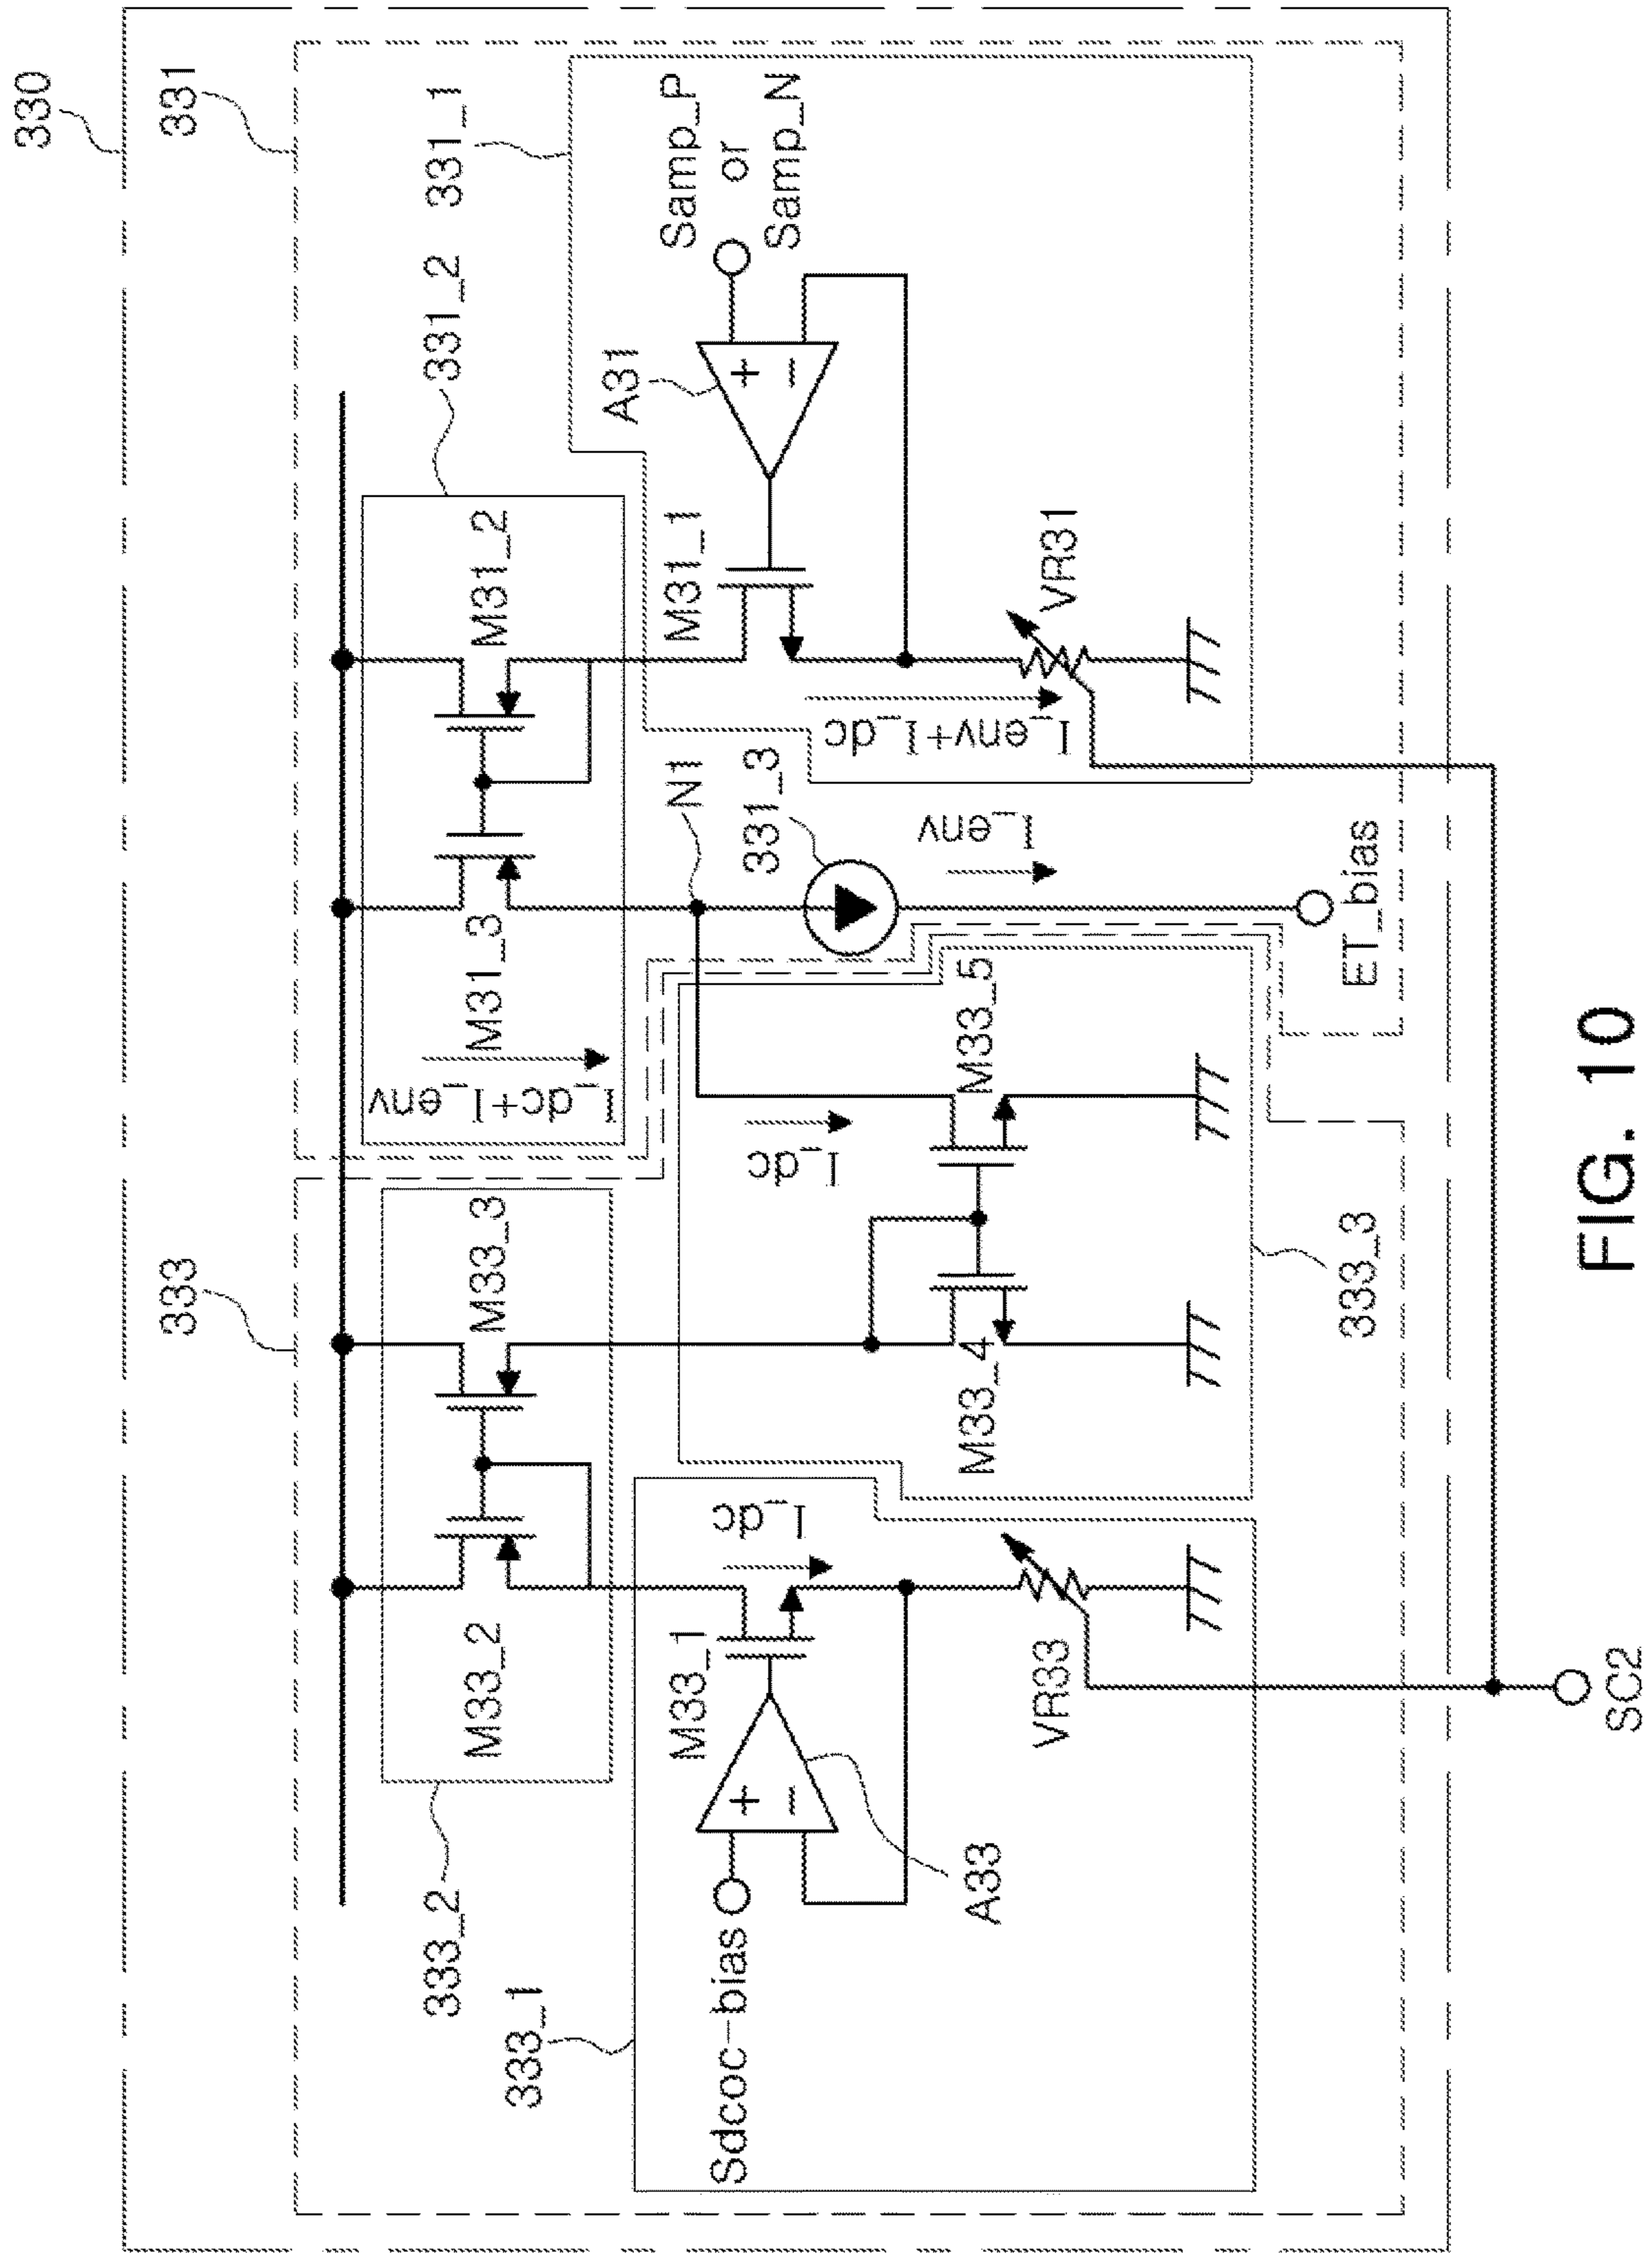 330
331
331_1
331_2
333
333_2
333_1
Samp_P
or
Samp_N
A31
M31_2
M31_1
VR31
I_env+I_dc
N1
331_3
I_env
ET_bias
M31_3
I_dc+I_env
M33_5
I_dc
M33_3
M33_4
333_3
M33_2
I_dc
M33_1
VR33
A33
Sdcoc-bias
SC2
FIG. 10
+
−
+
−